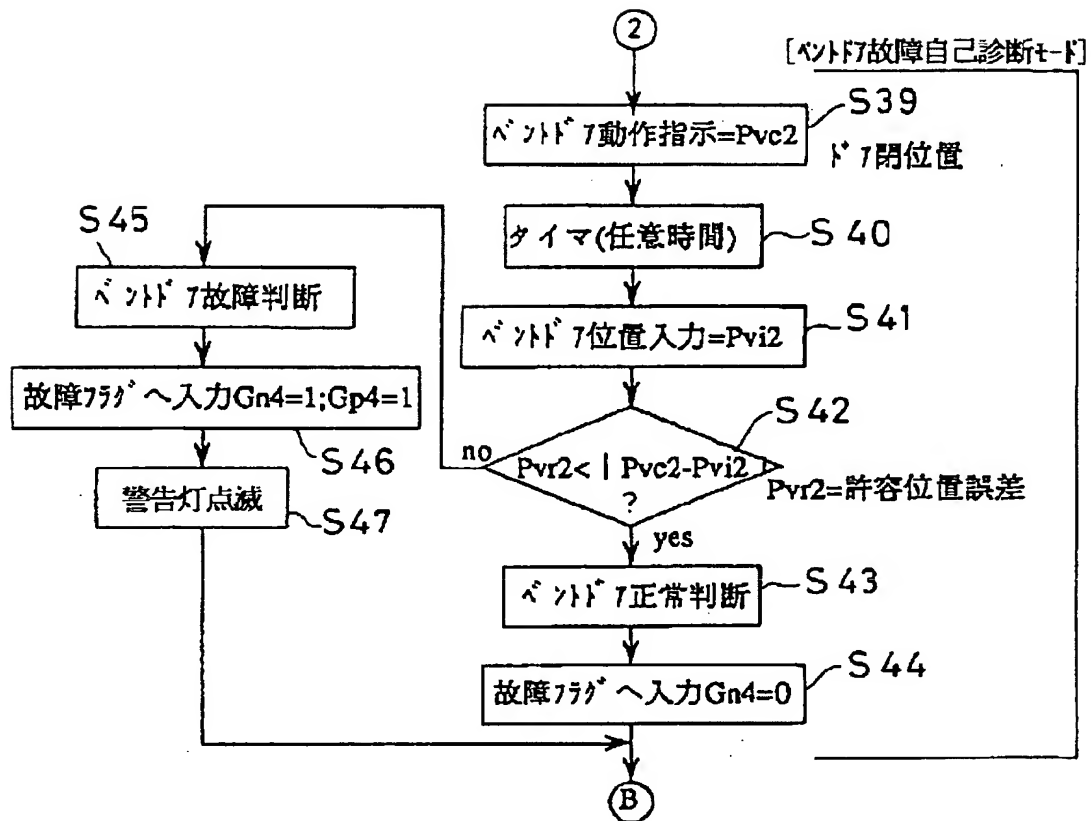 2
[ベントドア故障自己診断モード]
S39
ベントドア動作指示=Pvc2
ドア閉位置
タイマ(任意時間)
S40
S45
ベントドア故障判断
ベントドア位置入力=Pvi2
S41
故障フラグへ入力Gn4=1;Gp4=1
S46
S42
no
Pvr2<|Pvc2-Pvi2|
?
Pvr2=許容位置誤差
警告灯点滅
S47
yes
ベントドア正常判断
S43
故障フラグへ入力Gn4=0
S44
B